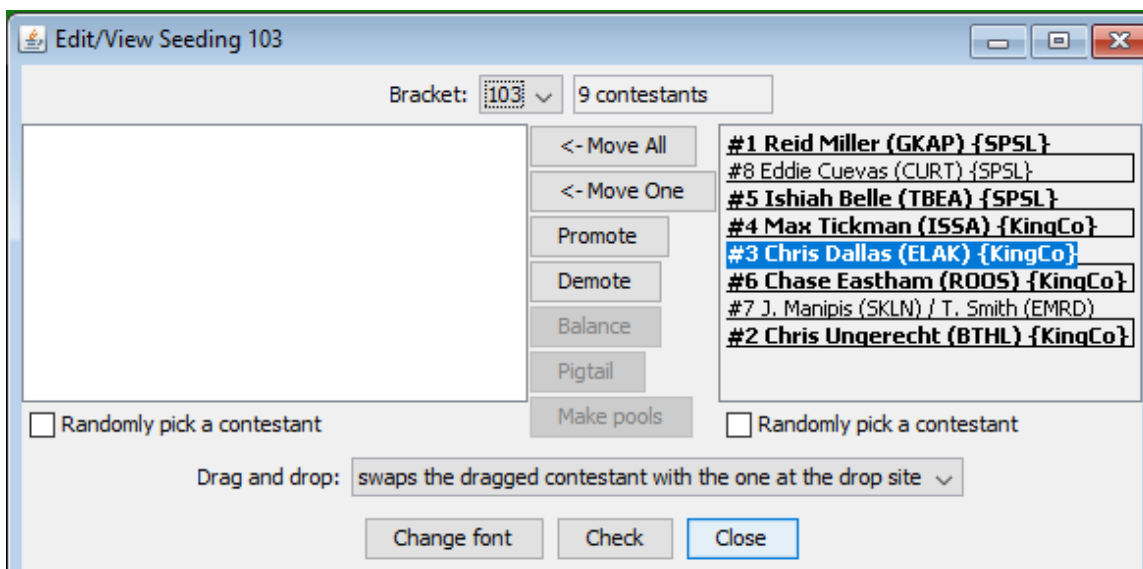 Edit/View Seeding 103
Bracket: 103 9 contestants
<- Move All
<- Move One
Promote
Demote
Balance
Pigtail
Make pools
#1 Reid Miller (GKAP) {SPSL}
#8 Eddie Cuevas (CURT) {SPSL}
#5 Ishiah Belle (TBEA) {SPSL}
#4 Max Tickman (ISSA) {KingCo}
#3 Chris Dallas (ELAK) {KingCo}
#6 Chase Eastham (ROOS) {KingCo}
#7 J. Manipis (SKLN) / T. Smith (EMRD)
#2 Chris Ungerecht (BTHL) {KingCo}
Randomly pick a contestant
Randomly pick a contestant
Drag and drop: swaps the dragged contestant with the one at the drop site
Change font Check Close